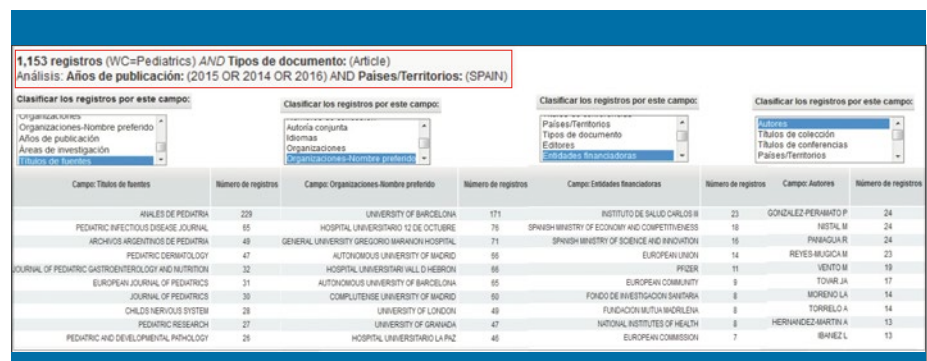 1,153 registros (WC=Pediatrics) AND Tipos de documento: (Article)
Análisis: Años de publicación: (2015 OR 2014 OR 2016) AND Países/Territorios: (SPAIN)
Clasificar los registros por este campo:
Organizaciones
Organizaciones-Nombre preferido
Años de publicación
Áreas de investigación
Títulos de fuentes
Clasificar los registros por este campo:
Autoría conjunta
Idiomas
Organizaciones
Organizaciones-Nombre preferido
Clasificar los registros por este campo:
Títulos de conferencias
Países/Territorios
Tipos de documento
Editores
Entidades financiadoras
Clasificar los registros por este campo:
Autores
Títulos de colección
Títulos de conferencias
Países/Territorios
Campo: Títulos de fuentes Número de registros Campo: Organizaciones-Nombre preferido Número de registros Campo: Entidades financiadoras Número de registros Campo: Autores Número de registros
ANALES DE PEDIATRIA 229 UNIVERSITY OF BARCELONA 171 INSTITUTO DE SALUD CARLOS III 23 GONZALEZ-PERAMATO P 24
PEDIATRIC INFECTIOUS DISEASE JOURNAL 65 HOSPITAL UNIVERSITARIO 12 DE OCTUBRE 76 SPANISH MINISTRY OF ECONOMY AND COMPETITIVENESS 18 NISTAL M 24
ARCHIVOS ARGENTINOS DE PEDIATRIA 49 GENERAL UNIVERSITY GREGORIO MARANON HOSPITAL 71 SPANISH MINISTRY OF SCIENCE AND INNOVATION 16 PANIAGUA R 24
PEDIATRIC DERMATOLOGY 47 AUTONOMOUS UNIVERSITY OF MADRID 66 EUROPEAN UNION 14 REYES-MUGICA M 23
JOURNAL OF PEDIATRIC GASTROENTEROLOGY AND NUTRITION 32 HOSPITAL UNIVERSITARI VALL D HEBRON 66 PFIZER 11 VENTO M 19
EUROPEAN JOURNAL OF PEDIATRICS 31 AUTONOMOUS UNIVERSITY OF BARCELONA 65 EUROPEAN COMMUNITY 9 TOVAR JA 17
JOURNAL OF PEDIATRICS 30 COMPLUTENSE UNIVERSITY OF MADRID 50 FONDO DE INVESTIGACION SANITARIA 8 MORENO LA 14
CHILDS NERVOUS SYSTEM 28 UNIVERSITY OF LONDON 49 FUNDACION MUTUA MADRILENA 8 TORRELO A 14
PEDIATRIC RESEARCH 27 UNIVERSITY OF GRANADA 47 NATIONAL INSTITUTES OF HEALTH 8 HERNANDEZ-MARTIN A 13
PEDIATRIC AND DEVELOPMENTAL PATHOLOGY 26 HOSPITAL UNIVERSITARIO LA PAZ 46 EUROPEAN COMMISSION 7 IBANEZ L 13